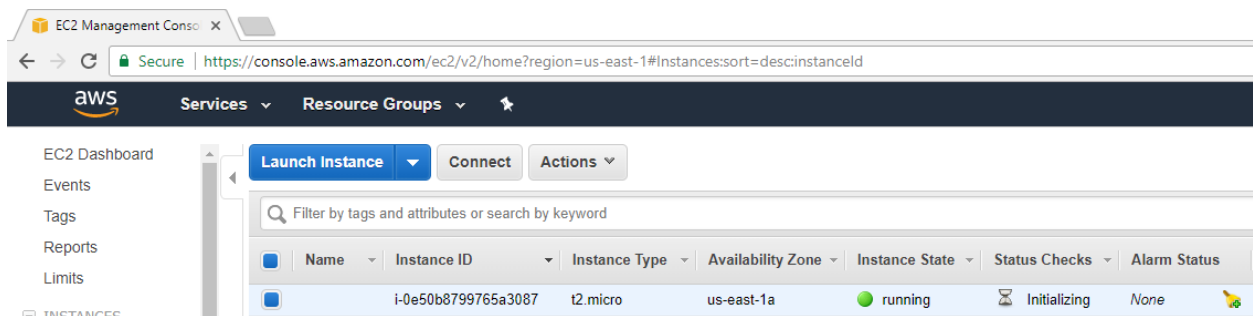 EC2 Management Conso
Secure https://console.aws.amazon.com/ec2/v2/home?region=us-east-1#Instances:sort=desc:instanceId
aws Services Resource Groups
EC2 Dashboard
Events
Tags
Reports
Limits
INSTANCES
Launch Instance Connect Actions
Filter by tags and attributes or search by keyword
Name Instance ID Instance Type Availability Zone Instance State Status Checks Alarm Status
i-0e50b8799765a3087 t2.micro us-east-1a running Initializing None